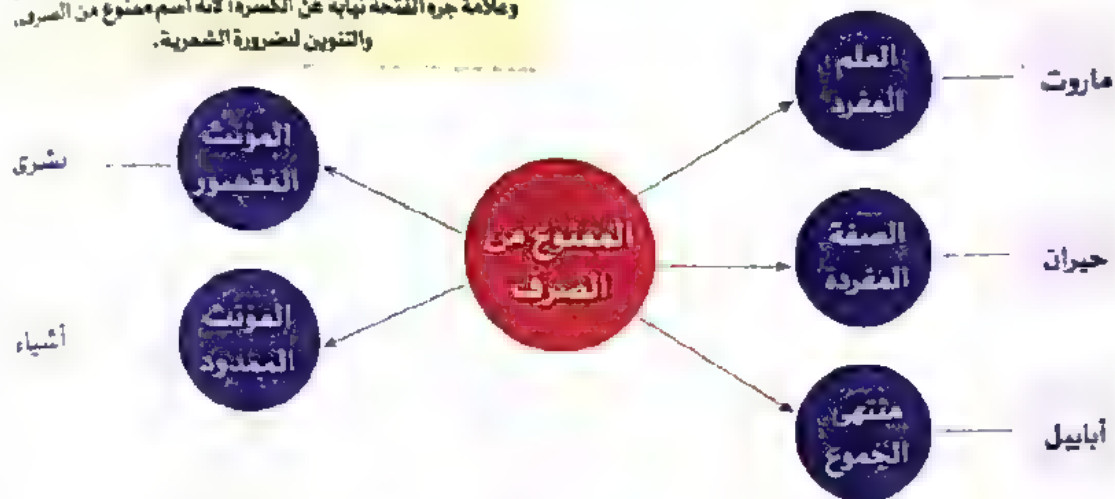 وعلامة جره الفتحة نيابة عن الكسرة؛ لأنه اسم ممنوع من الصرف,
والتنوين للضرورة الشعرية.
العلم
المفرد
ماروت
المؤنث
المقصور
بشرى
الممنوع من
الصرف
الصفة
المفردة
حيران
المؤنث
الممدود
أشياء
منتهى
الجموع
أبابيل